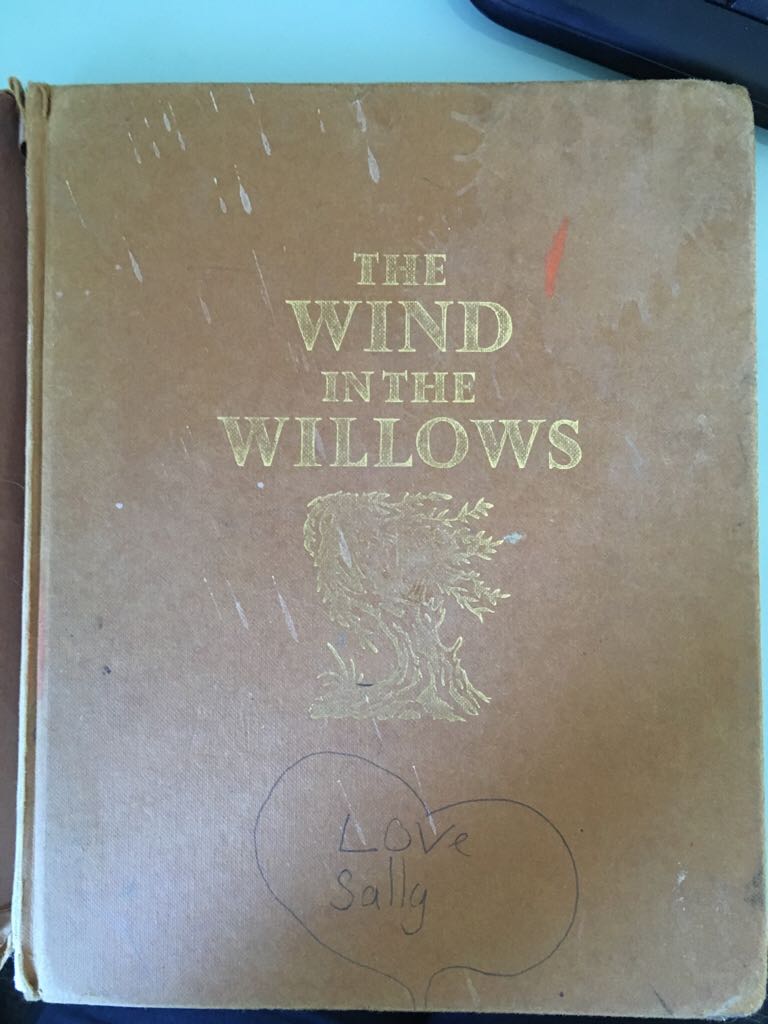 THE
WIND
IN THE
WILLOWS
Love
Sally